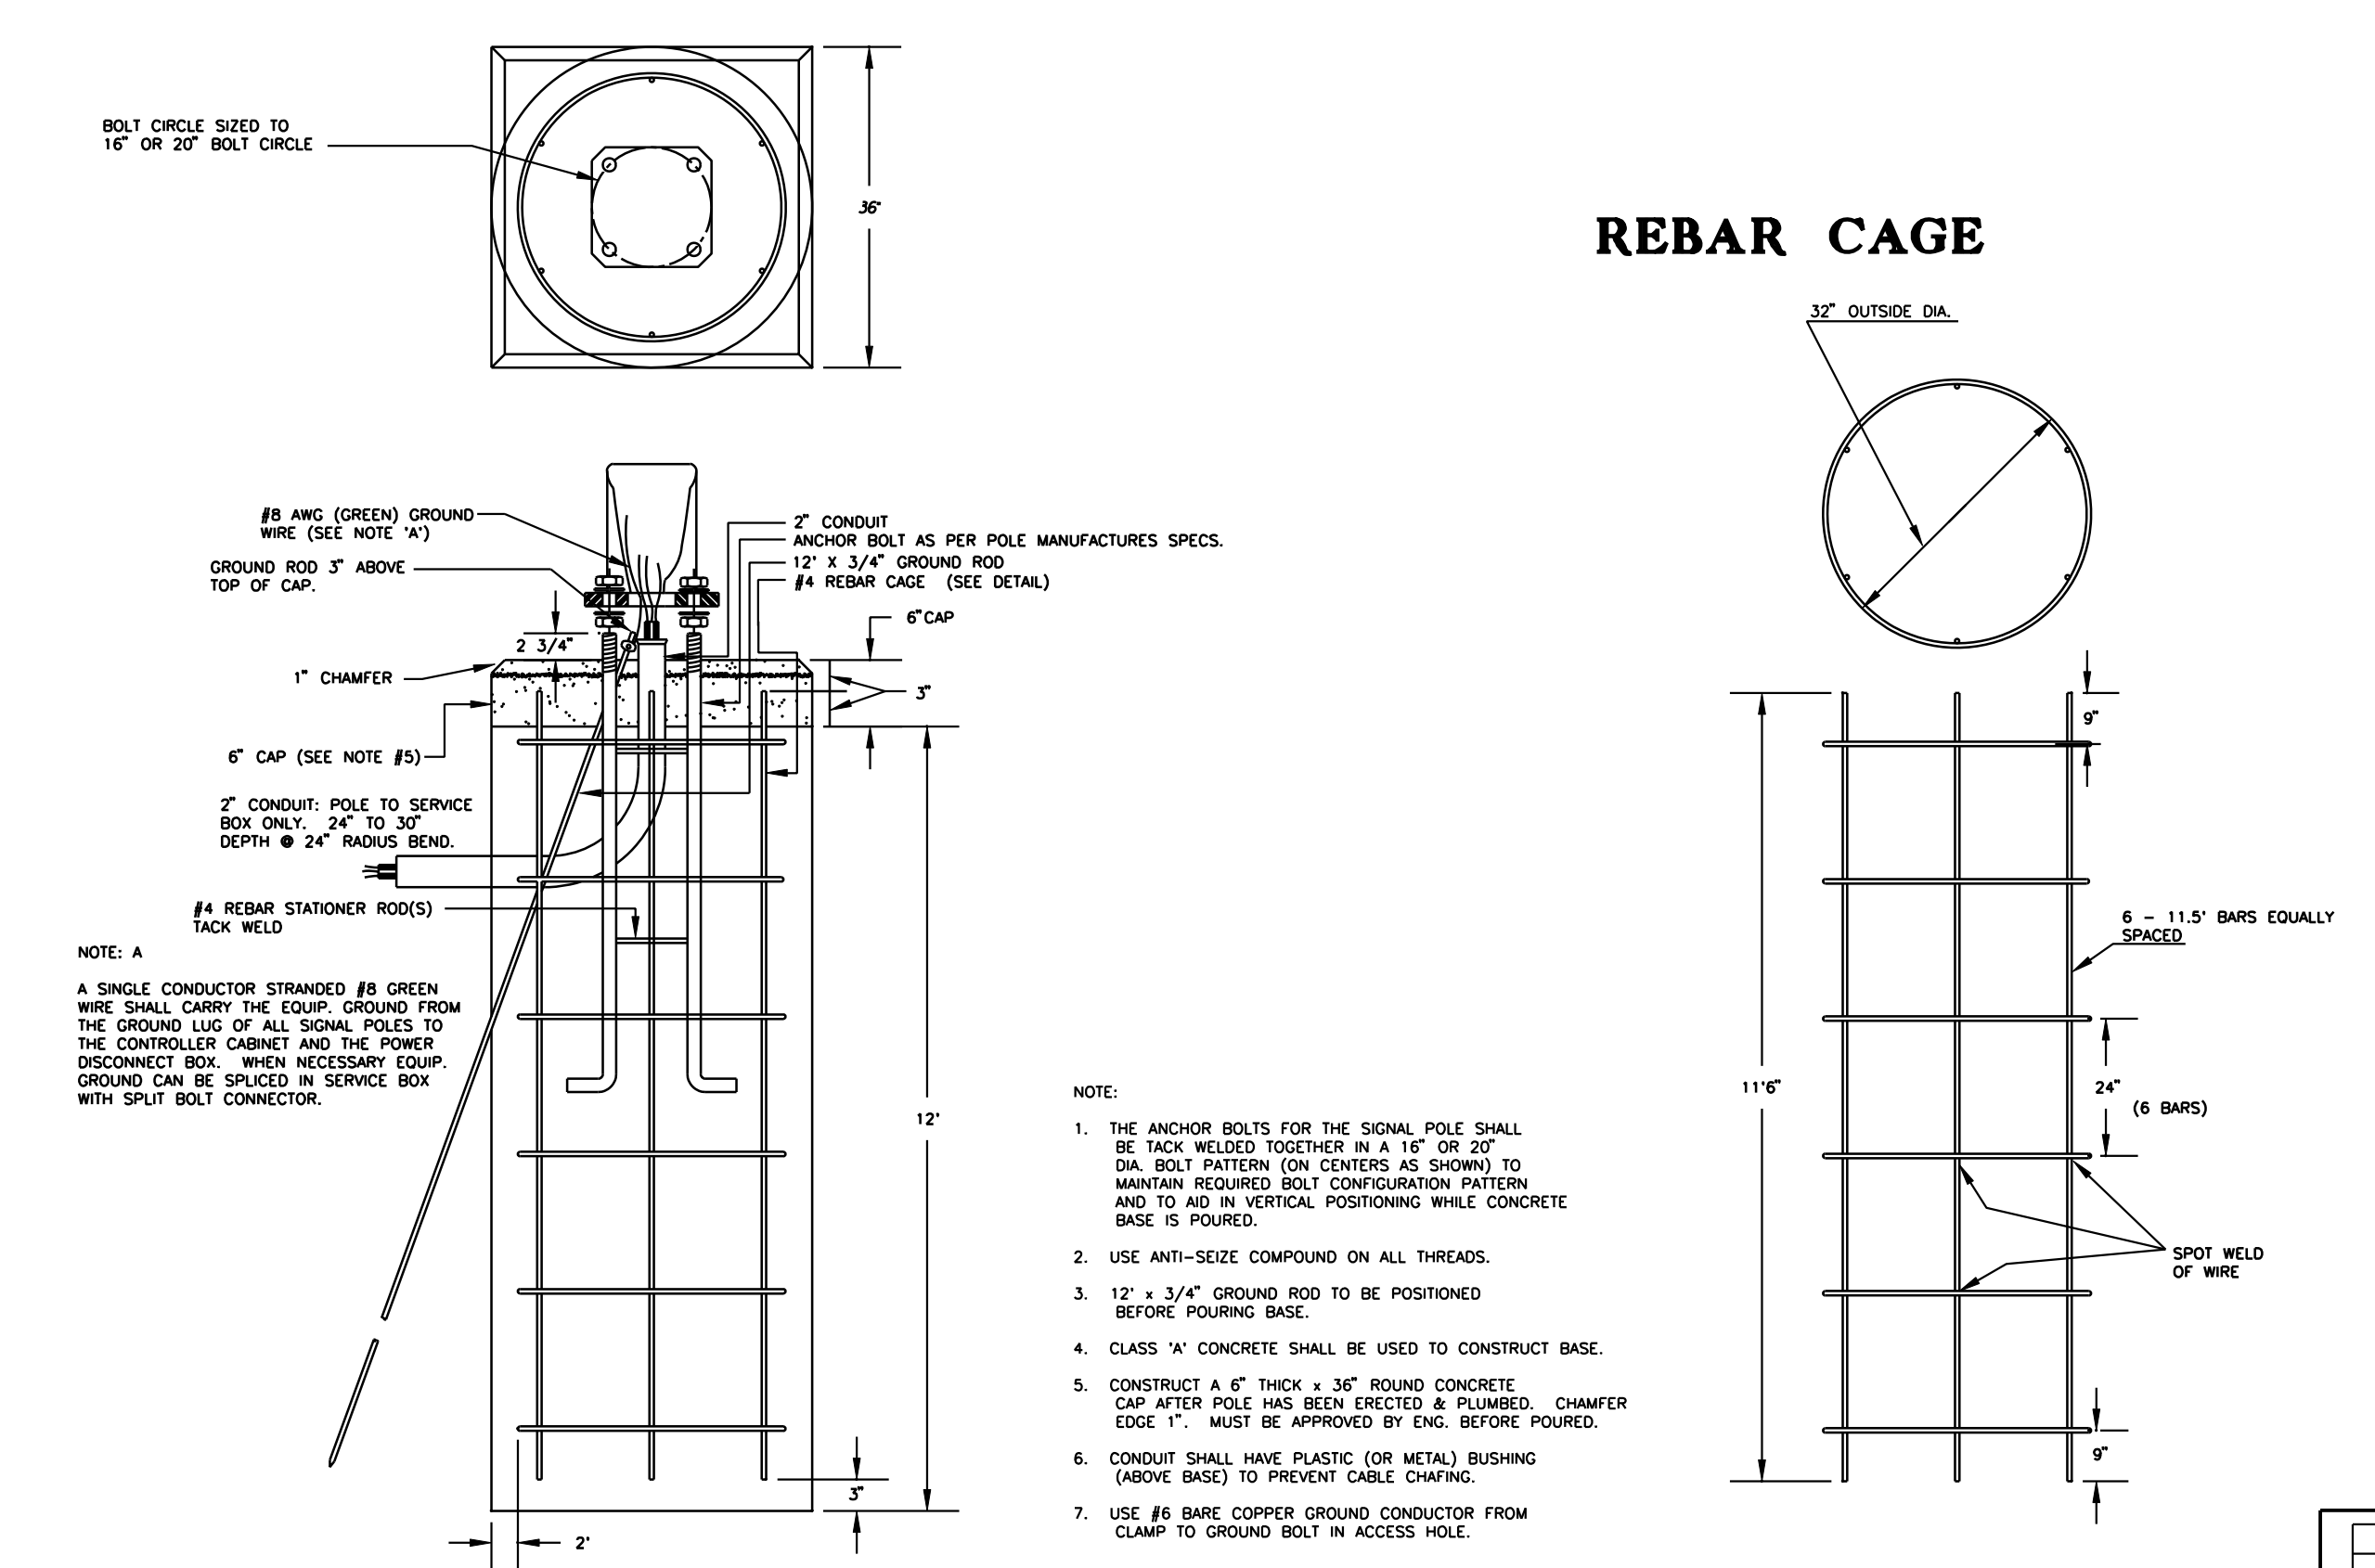 BOLT CIRCLE SIZED TO
16" OR 20" BOLT CIRCLE
36"
REBAR CAGE
32" OUTSIDE DIA.
#8 AWG (GREEN) GROUND
WIRE (SEE NOTE 'A')
GROUND ROD 3" ABOVE
TOP OF CAP.
2" CONDUIT
ANCHOR BOLT AS PER POLE MANUFACTURES SPECS.
12' X 3/4" GROUND ROD
#4 REBAR CAGE (SEE DETAIL)
6"CAP
2 3/4"
1" CHAMFER
3"
6" CAP (SEE NOTE #5)
2" CONDUIT: POLE TO SERVICE
BOX ONLY. 24" TO 30"
DEPTH @ 24" RADIUS BEND.
#4 REBAR STATIONER ROD(S)
TACK WELD
NOTE: A
A SINGLE CONDUCTOR STRANDED #8 GREEN
WIRE SHALL CARRY THE EQUIP. GROUND FROM
THE GROUND LUG OF ALL SIGNAL POLES TO
THE CONTROLLER CABINET AND THE POWER
DISCONNECT BOX. WHEN NECESSARY EQUIP.
GROUND CAN BE SPLICED IN SERVICE BOX
WITH SPLIT BOLT CONNECTOR.
12'
3"
2'
NOTE:
1. THE ANCHOR BOLTS FOR THE SIGNAL POLE SHALL
BE TACK WELDED TOGETHER IN A 16" OR 20"
DIA. BOLT PATTERN (ON CENTERS AS SHOWN) TO
MAINTAIN REQUIRED BOLT CONFIGURATION PATTERN
AND TO AID IN VERTICAL POSITIONING WHILE CONCRETE
BASE IS POURED.
2. USE ANTI-SEIZE COMPOUND ON ALL THREADS.
3. 12' x 3/4" GROUND ROD TO BE POSITIONED
BEFORE POURING BASE.
4. CLASS 'A' CONCRETE SHALL BE USED TO CONSTRUCT BASE.
5. CONSTRUCT A 6" THICK x 36" ROUND CONCRETE
CAP AFTER POLE HAS BEEN ERECTED & PLUMBED. CHAMFER
EDGE 1". MUST BE APPROVED BY ENG. BEFORE POURED.
6. CONDUIT SHALL HAVE PLASTIC (OR METAL) BUSHING
(ABOVE BASE) TO PREVENT CABLE CHAFING.
7. USE #6 BARE COPPER GROUND CONDUCTOR FROM
CLAMP TO GROUND BOLT IN ACCESS HOLE.
9"
6 - 11.5' BARS EQUALLY
SPACED
11'6"
24"
(6 BARS)
SPOT WELD
OF WIRE
9"